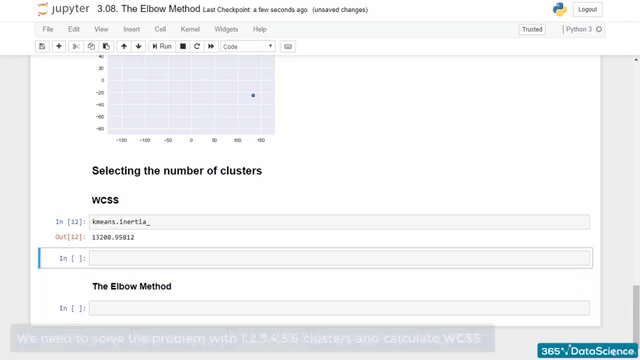 jupyter 3.08. The Elbow Method Last Checkpoint: a few seconds ago (unsaved changes) Logout
File Edit View Insert Cell Kernel Widgets Help Trusted Python 3
Run Code
40
20
0
-20
-40
-60
-80
-150 -100 -50 0 50 100 150
Selecting the number of clusters
WCSS
In [12] kmeans.inertia_
Out[12]: 13208.95812
In [ ]:
The Elbow Method
In [ ]:
We need to solve the problem with 1,2,3,4,5,6 clusters and calculate WCSS
365 DataScience